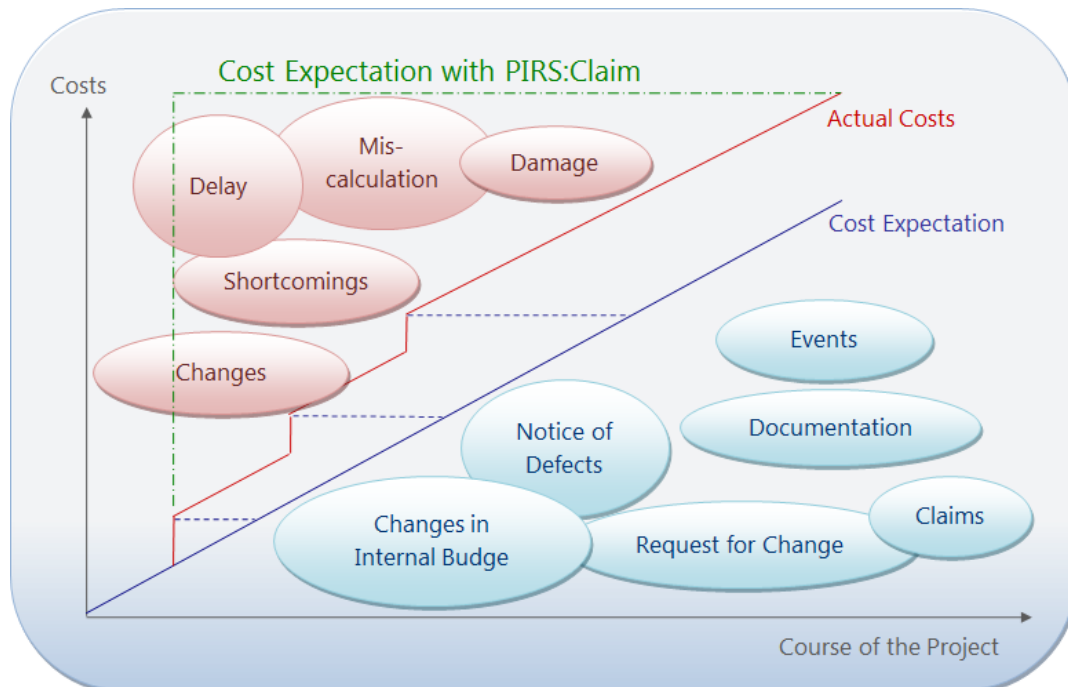 Cost Expectation with PIRS:Claim
Costs
Actual Costs
Mis-
calculation
Damage
Delay
Cost Expectation
Shortcomings
Events
Changes
Notice of
Defects
Documentation
Changes in
Internal Budge
Request for Change
Claims
Course of the Project